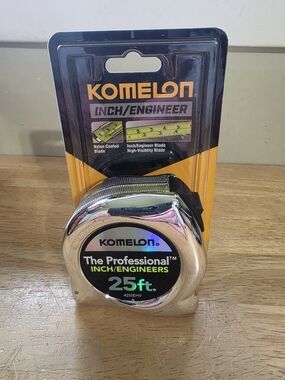 KOMELON
INCH/ENGINEER
Nylon Coated
Blade
Inch/Engineer Blade
High-Visibility Blade
KOMELON®
The Professional™
INCH/ENGINEERS
25ft.